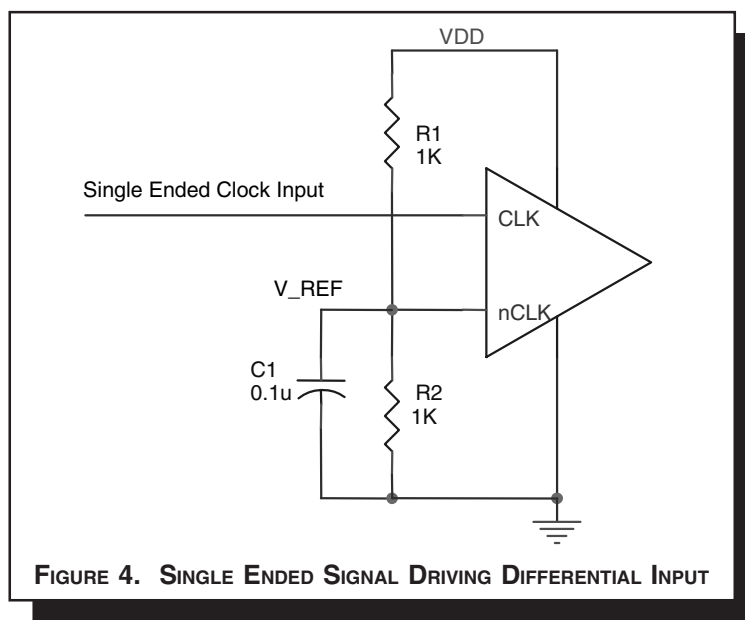 VDD
R1
1K
Single Ended Clock Input
CLK
V_REF
nCLK
C1
0.1u
R2
1K
FIGURE 4. SINGLE ENDED SIGNAL DRIVING DIFFERENTIAL INPUT